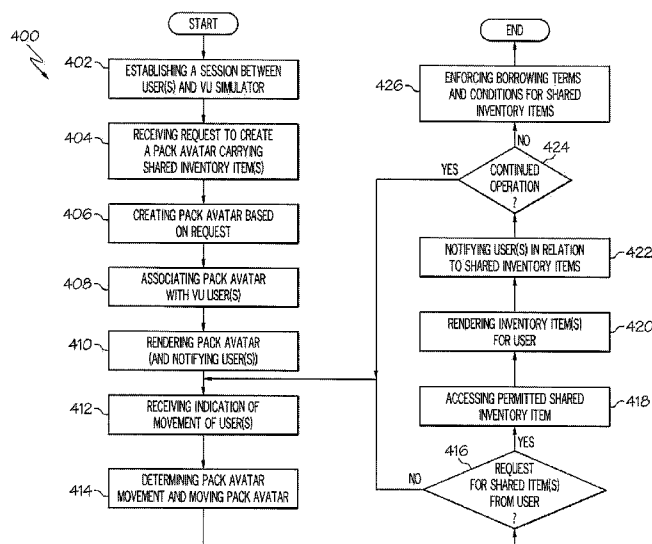 START
400
402
ESTABLISHING A SESSION BETWEEN
USER(S) AND VU SIMULATOR
404
RECEIVING REQUEST TO CREATE
A PACK AVATAR CARRYING
SHARED INVENTORY ITEM(S)
406
CREATING PACK AVATAR BASED
ON REQUEST
408
ASSOCIATING PACK AVATAR
WITH VU USER(S)
410
RENDERING PACK AVATAR
(AND NOTIFYING USER(S))
412
RECEIVING INDICATION OF
MOVEMENT OF USER(S)
414
DETERMINING PACK AVATAR
MOVEMENT AND MOVING PACK AVATAR
END
426
ENFORCING BORROWING TERMS
AND CONDITIONS FOR SHARED
INVENTORY ITEMS
NO
424
YES
CONTINUED
OPERATION
?
NOTIFYING USER(S) IN RELATION
TO SHARED INVENTORY ITEMS
422
RENDERING INVENTORY ITEM(S)
FOR USER
420
ACCESSING PERMITTED SHARED
INVENTORY ITEM
418
416
YES
NO
REQUEST
FOR SHARED ITEM(S)
FROM USER
?